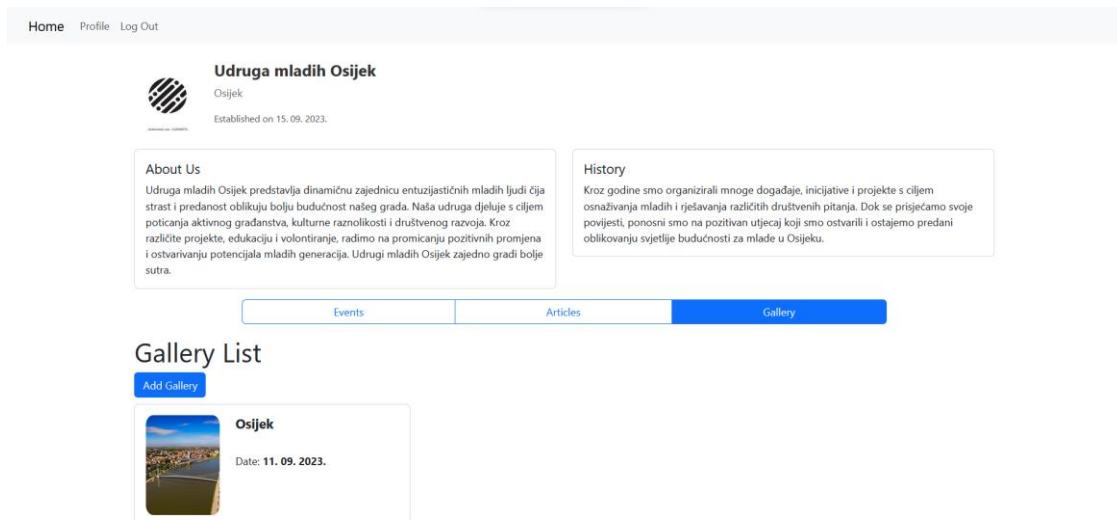 Home Profile Log Out
Udruga mladih Osijek
Osijek
Established on 15. 09. 2023.
About Us
Udruga mladih Osijek predstavlja dinamičnu zajednicu entuzijastičnih mladih ljudi čija
strast i predanost oblikuju bolju budućnost našeg grada. Naša udruga djeluje s ciljem
poticanja aktivnog građanstva, kulturne raznolikosti i društvenog razvoja. Kroz
različite projekte, edukaciju i volontiranje, radimo na promicanju pozitivnih promjena
i ostvarivanju potencijala mladih generacija. Udrugi mladih Osijek zajedno gradi bolje
sutra.
History
Kroz godine smo organizirali mnoge događaje, inicijative i projekte s ciljem
osnaživanja mladih i rješavanja različitih društvenih pitanja. Dok se prisjećamo svoje
povijesti, ponosni smo na pozitivan utjecaj koji smo ostvarili i ostajemo predani
oblikovanju svjetlije budućnosti za mlade u Osijeku.
Events Articles Gallery
Gallery List
Add Gallery
Osijek
Date: 11. 09. 2023.